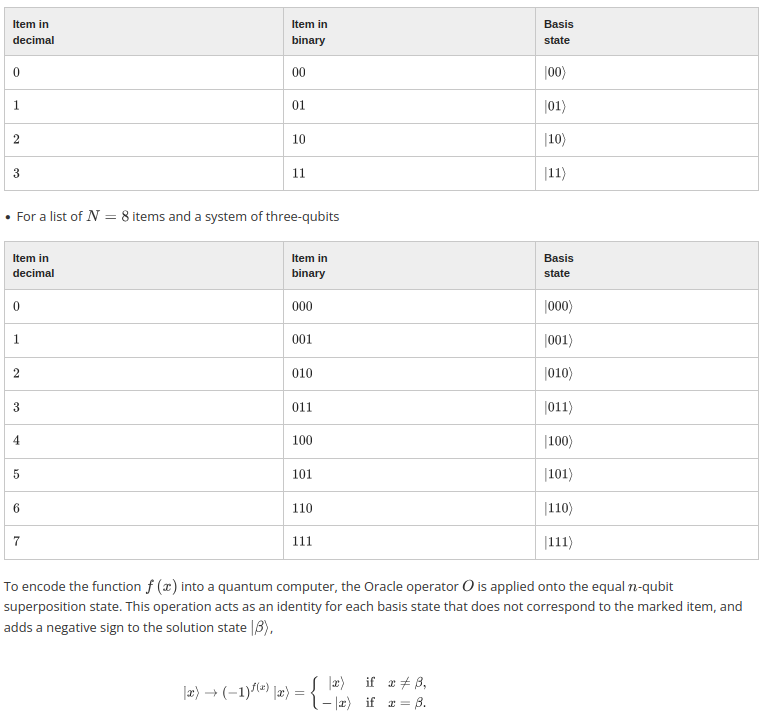 Item in decimal Item in binary Basis state
0 00 |00⟩
1 01 |01⟩
2 10 |10⟩
3 11 |11⟩
• For a list of N = 8 items and a system of three-qubits
Item in decimal Item in binary Basis state
0 000 |000⟩
1 001 |001⟩
2 010 |010⟩
3 011 |011⟩
4 100 |100⟩
5 101 |101⟩
6 110 |110⟩
7 111 |111⟩
To encode the function f (x) into a quantum computer, the Oracle operator O is applied onto the equal n-qubit
superposition state. This operation acts as an identity for each basis state that does not correspond to the marked item, and
adds a negative sign to the solution state |β⟩,
|x⟩ → (−1)^{f(x)} |x⟩ = { |x⟩ if x ≠ β,
− |x⟩ if x = β.